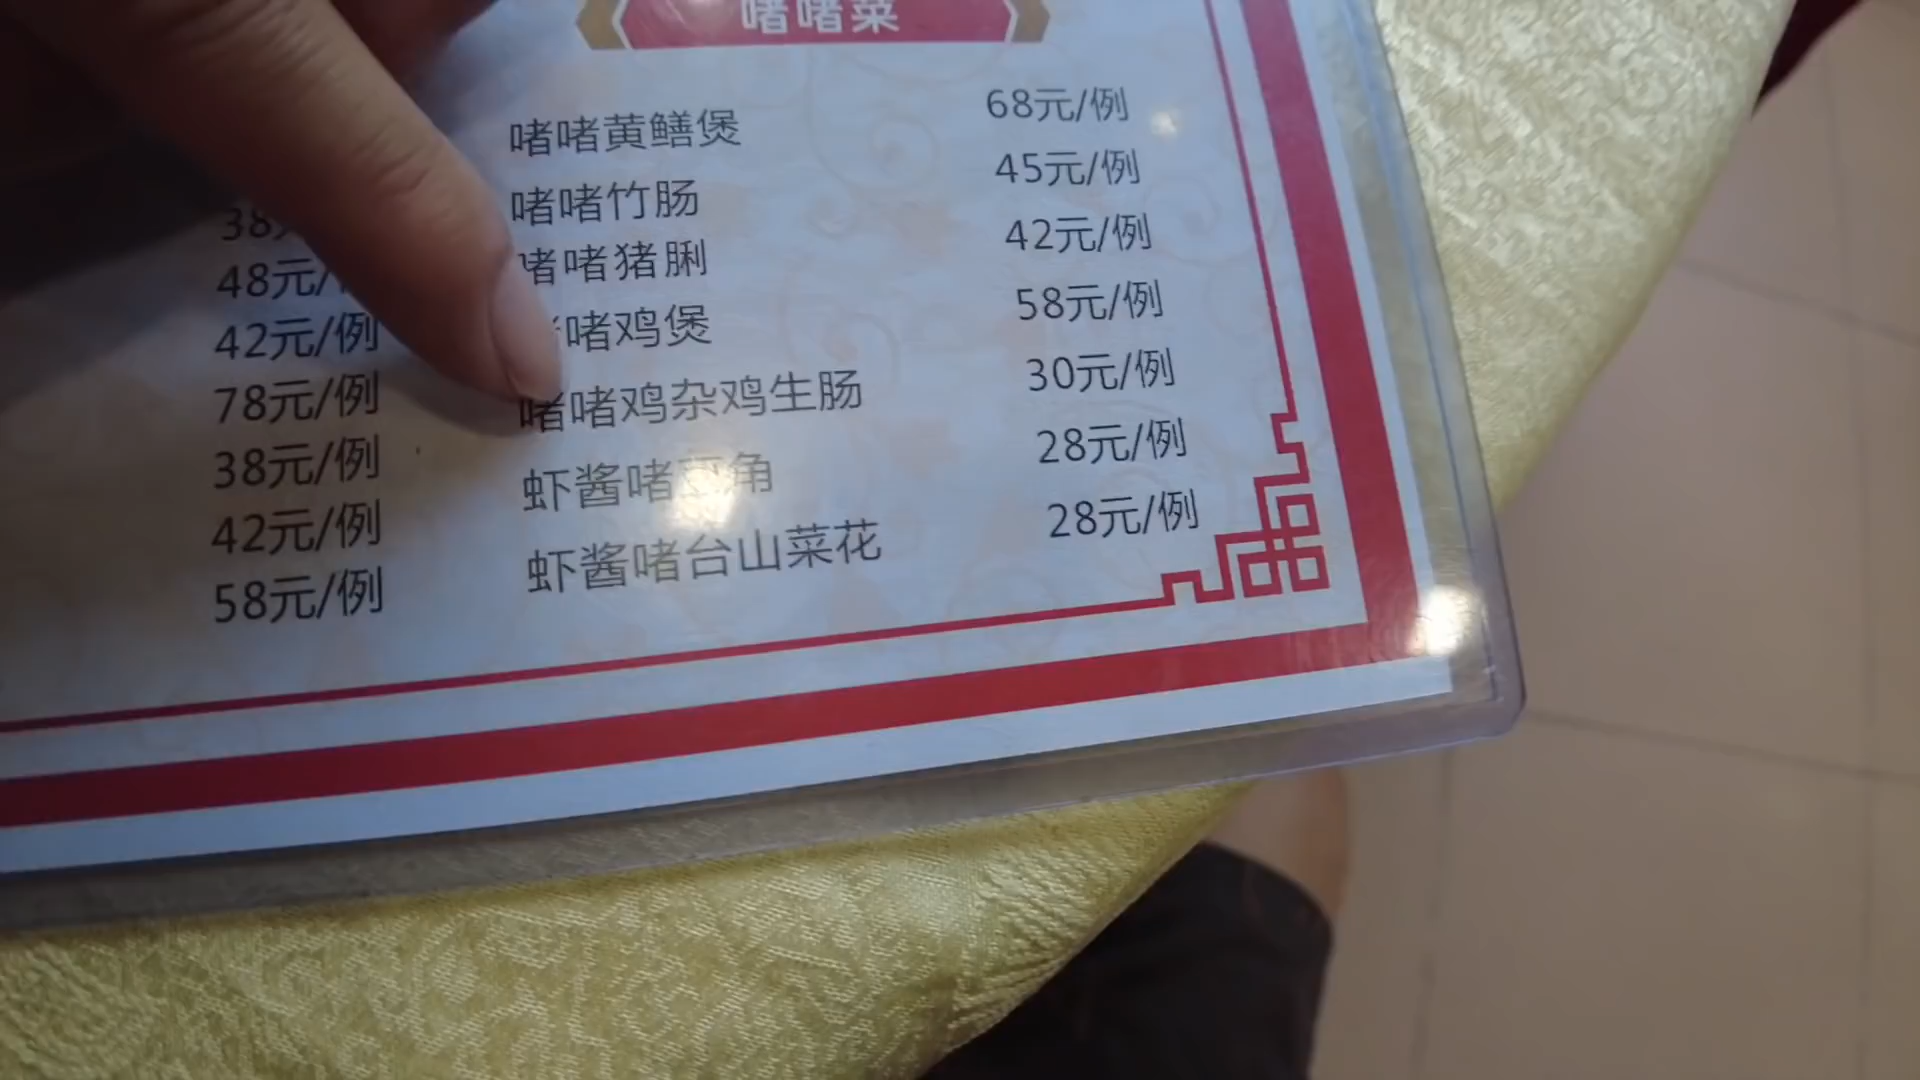 啫啫菜
啫啫黄鳝煲 68元/例
啫啫竹肠 45元/例
啫啫猪脷 42元/例
啫鸡煲 58元/例
啫啫鸡杂鸡生肠 30元/例
虾酱啫豆角 28元/例
虾酱啫台山菜花 28元/例
38
48元/
42元/例
78元/例
38元/例
42元/例
58元/例